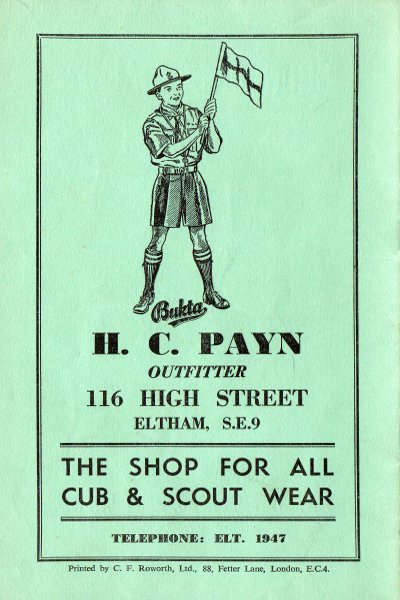 Bukta
H. C. PAYN
OUTFITTER
116 HIGH STREET
ELTHAM, S.E.9
THE SHOP FOR ALL
CUB & SCOUT WEAR
TELEPHONE: ELT. 1947
Printed by C. F. Roworth, Ltd., 88, Fetter Lane, London, E.C.4.